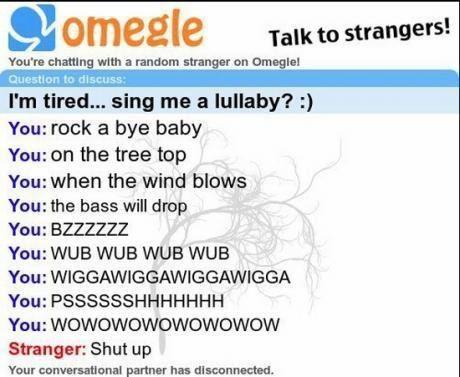 omegle
Talk to strangers!
You're chatting with a random stranger on Omegle!
Question to discuss:
I'm tired... sing me a lullaby? :)
You: rock a bye baby
You: on the tree top
You: when the wind blows
You: the bass will drop
You: BZZZZZZ
You: WUB WUB WUB WUB
You: WIGGAWIGGAWIGGAWIGGA
You: PSSSSSSHHHHHHH
You: WOWOWOWOWOWOWOW
Stranger: Shut up
Your conversational partner has disconnected.